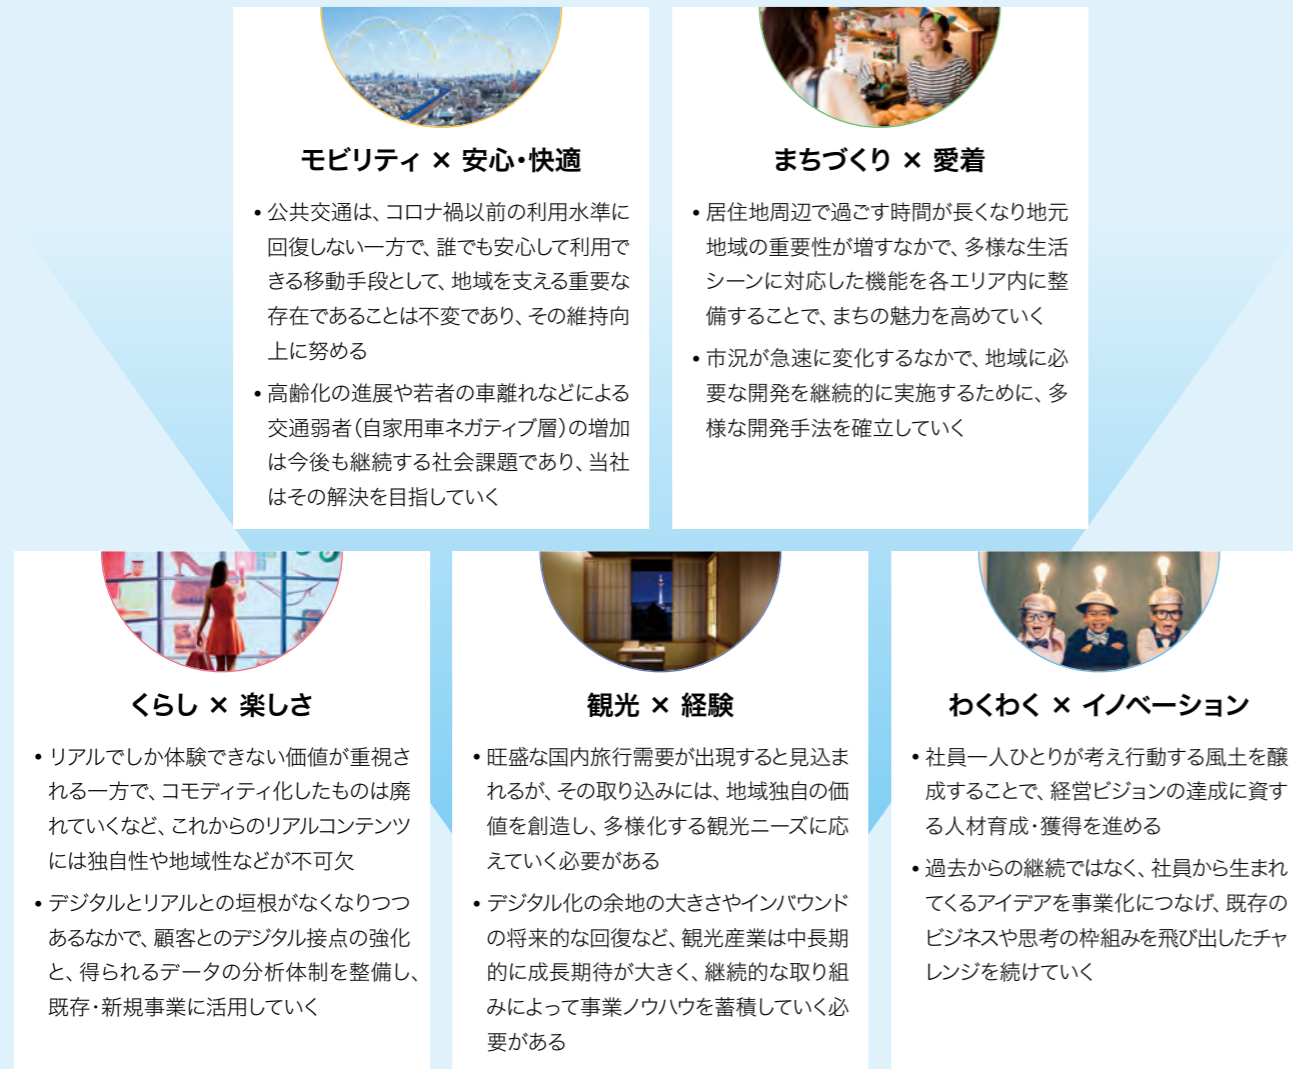 モビリティ × 安心・快適
• 公共交通は、コロナ禍以前の利用水準に
回復しない一方で、誰でも安心して利用で
きる移動手段として、地域を支える重要な
存在であることは不変であり、その維持向
上に努める
• 高齢化の進展や若者の車離れなどによる
交通弱者(自家用車ネガティブ層)の増加
は今後も継続する社会課題であり、当社
はその解決を目指していく
まちづくり × 愛着
• 居住地周辺で過ごす時間が長くなり地元
地域の重要性が増すなかで、多様な生活
シーンに対応した機能を各エリア内に整
備することで、まちの魅力を高めていく
• 市況が急速に変化するなかで、地域に必
要な開発を継続的に実施するために、多
様な開発手法を確立していく
くらし × 楽しさ
• リアルでしか体験できない価値が重視さ
れる一方で、コモディティ化したものは廃
れていくなど、これからのリアルコンテンツ
には独自性や地域性などが不可欠
• デジタルとリアルとの垣根がなくなりつつ
あるなかで、顧客とのデジタル接点の強化
と、得られるデータの分析体制を整備し、
既存・新規事業に活用していく
観光 × 経験
• 旺盛な国内旅行需要が出現すると見込ま
れるが、その取り込みには、地域独自の価
値を創造し、多様化する観光ニーズに応
えていく必要がある
• デジタル化の余地の大きさやインバウンド
の将来的な回復など、観光産業は中長期
的に成長期待が大きく、継続的な取り組
みによって事業ノウハウを蓄積していく必
要がある
わくわく × イノベーション
• 社員一人ひとりが考え行動する風土を醸
成することで、経営ビジョンの達成に資す
る人材育成・獲得を進める
• 過去からの継続ではなく、社員から生まれ
てくるアイデアを事業化につなげ、既存の
ビジネスや思考の枠組みを飛び出したチャ
レンジを続けていく